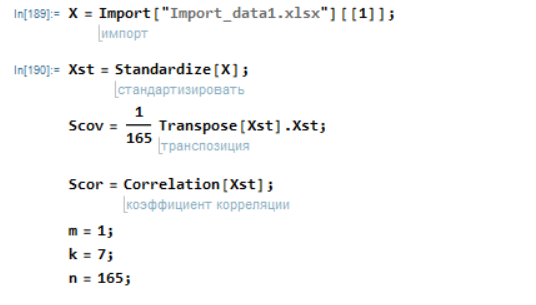 In[189]:= X = Import["Import_data1.xlsx"][[1]];
импорт
In[190]:= Xst = Standardize[X];
стандартизировать
Scov = 1/165 Transpose[Xst].Xst;
транспозиция
Scor = Correlation[Xst];
коэффициент корреляции
m = 1;
k = 7;
n = 165;